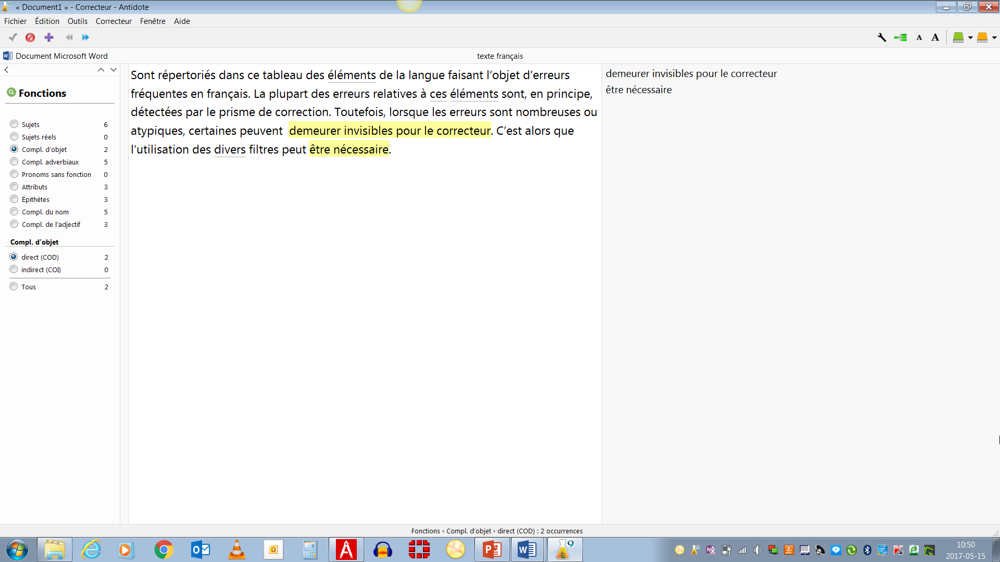 « Document1 » - Correcteur - Antidote
Fichier Édition Outils Correcteur Fenêtre Aide
A A
Document Microsoft Word
texte français
Fonctions
Sujets 6
Sujets réels 0
Compl. d'objet 2
Compl. adverbiaux 5
Pronoms sans fonction 0
Attributs 3
Épithètes 3
Compl. du nom 5
Compl. de l'adjectif 3
Compl. d'objet
direct (COD) 2
indirect (COI) 0
Tous 2
Sont répertoriés dans ce tableau des éléments de la langue faisant l'objet d'erreurs
fréquentes en français. La plupart des erreurs relatives à ces éléments sont, en principe,
détectées par le prisme de correction. Toutefois, lorsque les erreurs sont nombreuses ou
atypiques, certaines peuvent demeurer invisibles pour le correcteur. C'est alors que
l'utilisation des divers filtres peut être nécessaire.
demeurer invisibles pour le correcteur
être nécessaire
Fonctions › Compl. d'objet › direct (COD) : 2 occurrences
10:50
2017-05-15